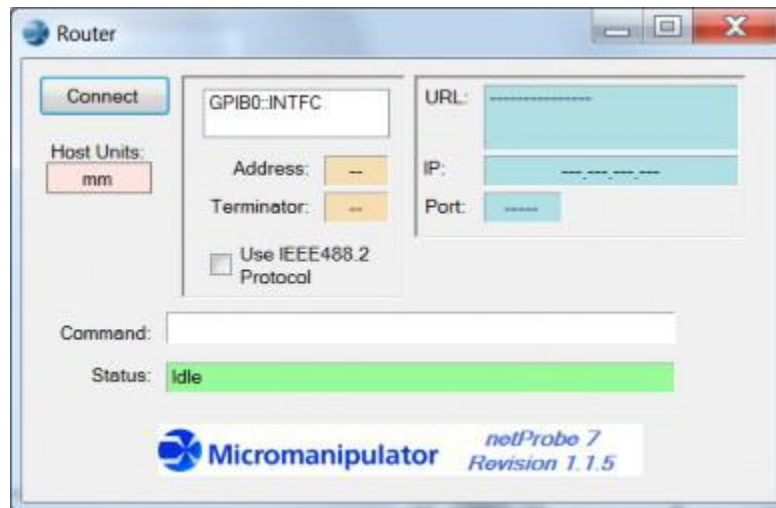 Router
Connect
Host Units:
mm
GPIB0::INTFC
Address: --
Terminator: --
Use IEEE488.2
Protocol
URL: ---------------
IP: ---.---.---.---
Port: -----
Command:
Status: Idle
Micromanipulator
netProbe 7
Revision 1.1.5